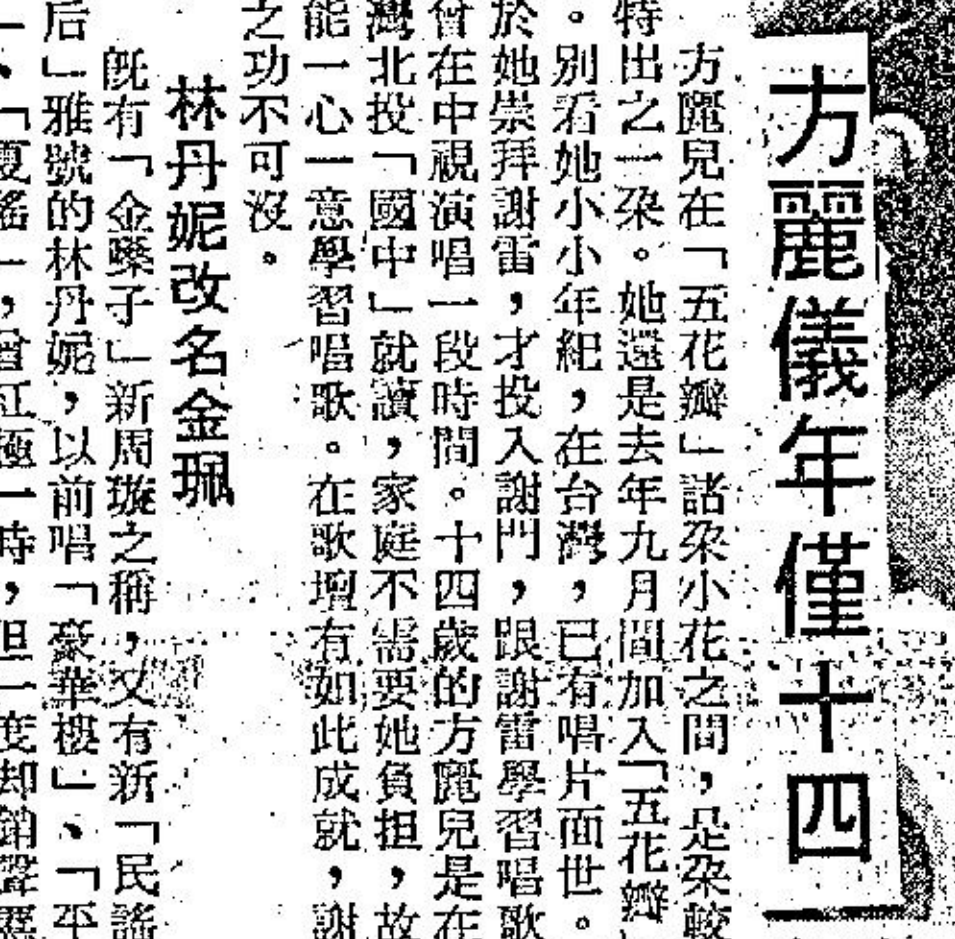 方麗儀年僅十四
方麗兒在「五花瓣」諸朶小花之間，是朶較
特出之一朶。她還是去年九月間加入「五花瓣」
。別看她小小年紀，在台灣，已有唱片面世。
於她崇拜謝雷，才投入謝門，跟謝雷學習唱歌
曾在中視演唱一段時間。十四歲的方麗兒是在
灣北投「國中」就讀，家庭不需要她負担，故
能一心一意學習唱歌。在歌壇有如此成就，謝
之功不可沒。
林丹妮改名金珮
旣有「金嗓子」新周璇之稱，又有新「民謠
后」雅號的林丹妮，以前唱「豪華樓」、「平
，曾紅極一時，但一度却銷聲匿